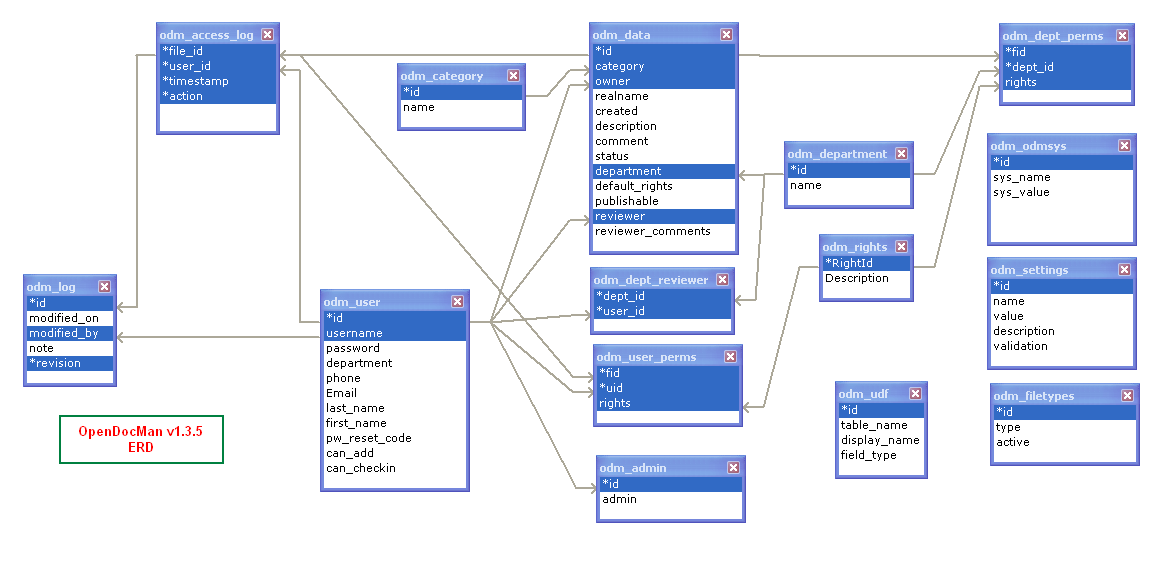 odm_access_log
*file_id
*user_id
*timestamp
*action
odm_category
*id
name
odm_data
*id
category
owner
realname
created
description
comment
status
department
default_rights
publishable
reviewer
reviewer_comments
odm_dept_perms
*fid
*dept_id
rights
odm_department
*id
name
odm_odmsys
*id
sys_name
sys_value
odm_rights
*RightId
Description
odm_settings
*id
name
value
description
validation
odm_log
*id
modified_on
modified_by
note
*revision
odm_user
*id
username
password
department
phone
Email
last_name
first_name
pw_reset_code
can_add
can_checkin
odm_dept_reviewer
*dept_id
*user_id
odm_user_perms
*fid
*uid
rights
odm_admin
*id
admin
odm_udf
*id
table_name
display_name
field_type
odm_filetypes
*id
type
active
OpenDocMan v1.3.5
ERD